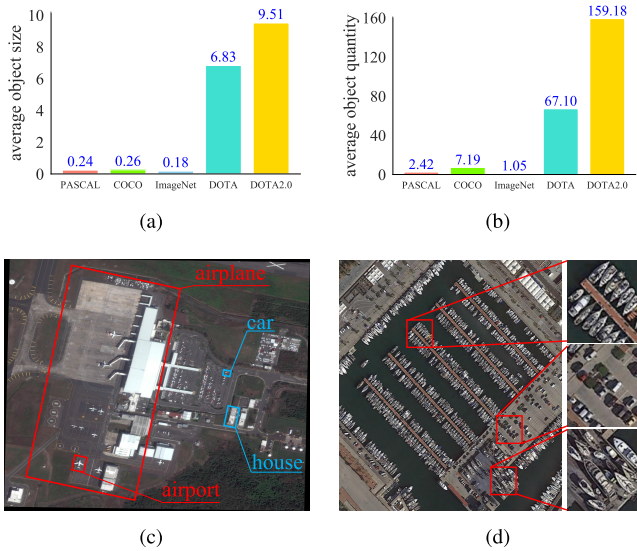 average object size
10
8
6
4
2
0
0.24
0.26
0.18
6.83
9.51
PASCAL
COCO
ImageNet
DOTA
DOTA2.0
(a)
average object quantity
160
120
80
40
0
2.42
7.19
1.05
67.10
159.18
PASCAL
COCO
ImageNet
DOTA
DOTA2.0
(b)
airplane
car
house
airport
(c)
(d)